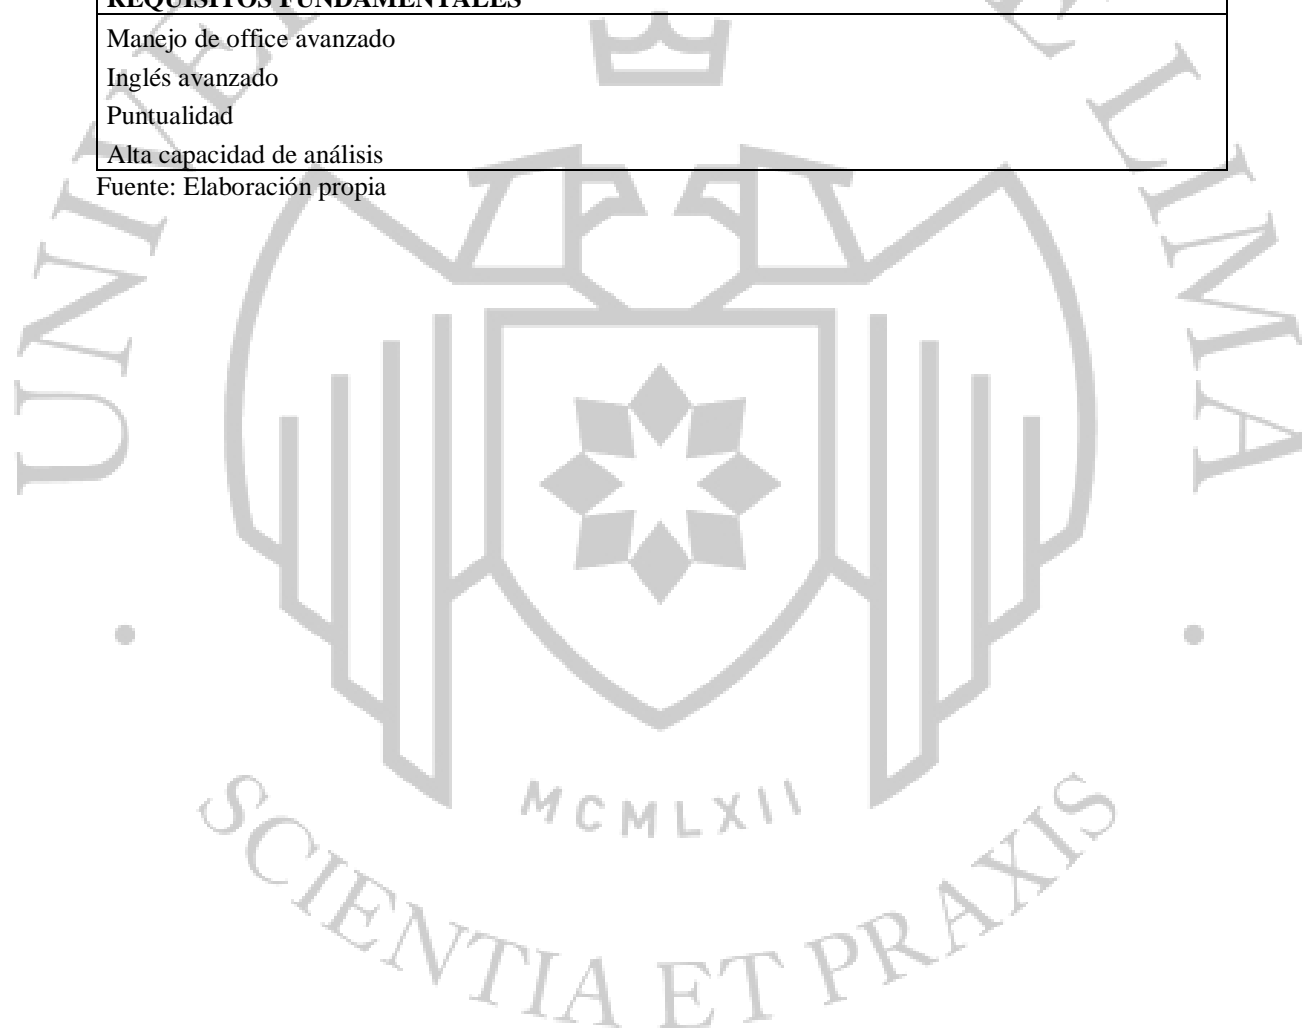 REQUISITOS FUNDAMENTALES
Manejo de office avanzado
Inglés avanzado
Puntualidad
Alta capacidad de análisis
Fuente: Elaboración propia
MCMLXII
SCIENTIA ET PRAXIS